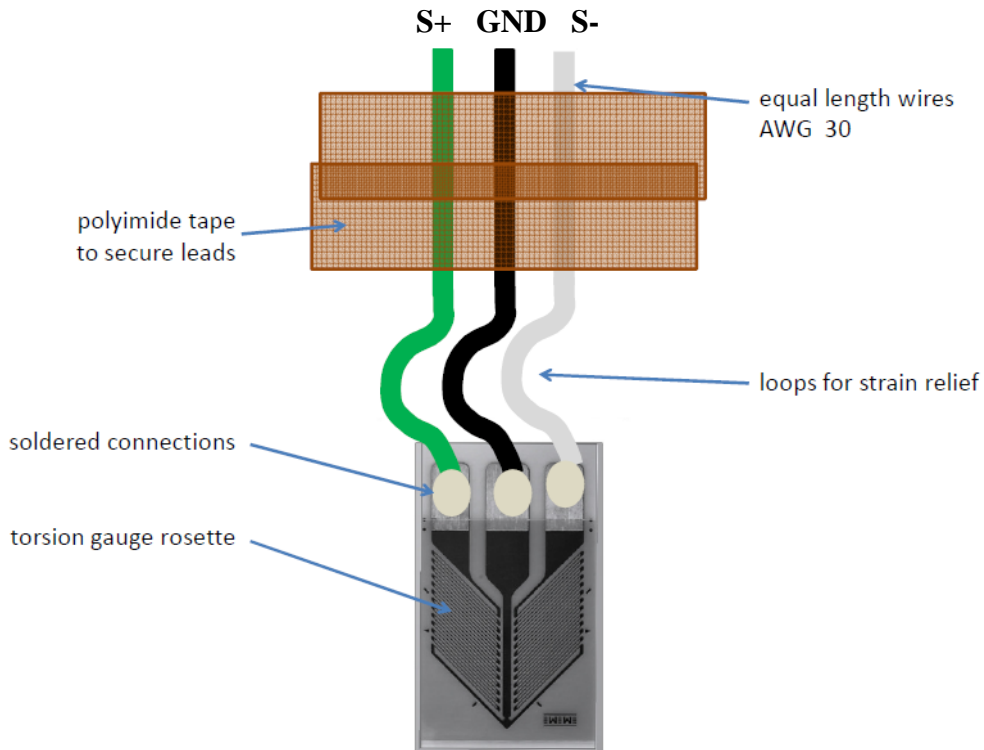 S+ GND S-
equal length wires
AWG 30
polyimide tape
to secure leads
loops for strain relief
soldered connections
torsion gauge rosette